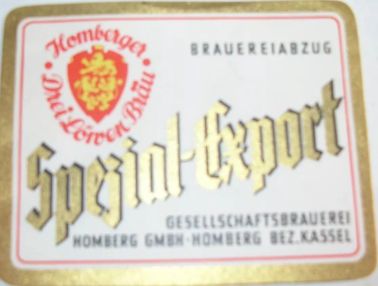 Homberger
Drei Löwen Bräu
BRAUEREIABZUG
Spezial-Export
GESELLSCHAFTSBRAUEREI
HOMBERG GMBH·HOMBERG BEZ.KASSEL